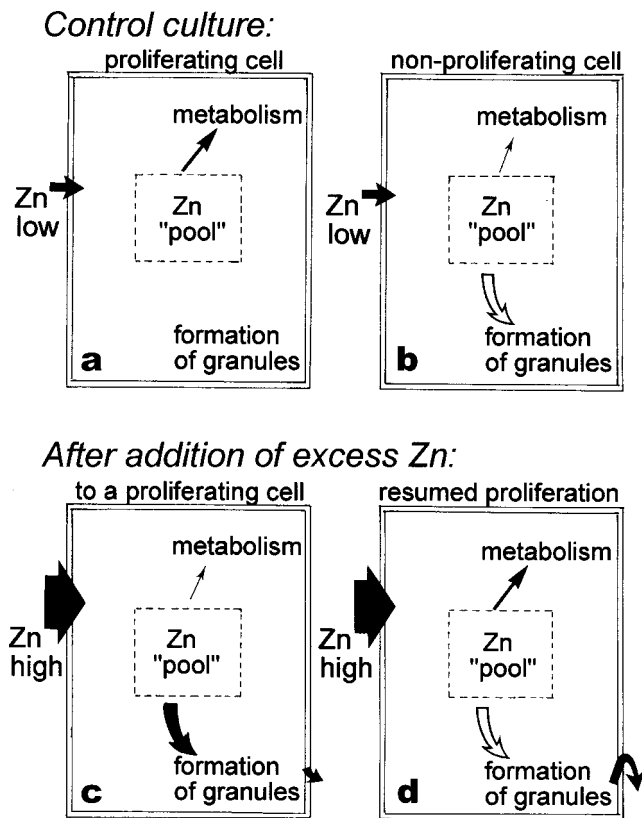 Control culture:
proliferating cell
metabolism
Zn
low
Zn
"pool"
formation
of granules
a
non-proliferating cell
metabolism
Zn
low
Zn
"pool"
formation
of granules
b
After addition of excess Zn:
to a proliferating cell
metabolism
Zn
high
Zn
"pool"
formation
of granules
c
resumed proliferation
metabolism
Zn
high
Zn
"pool"
formation
of granules
d